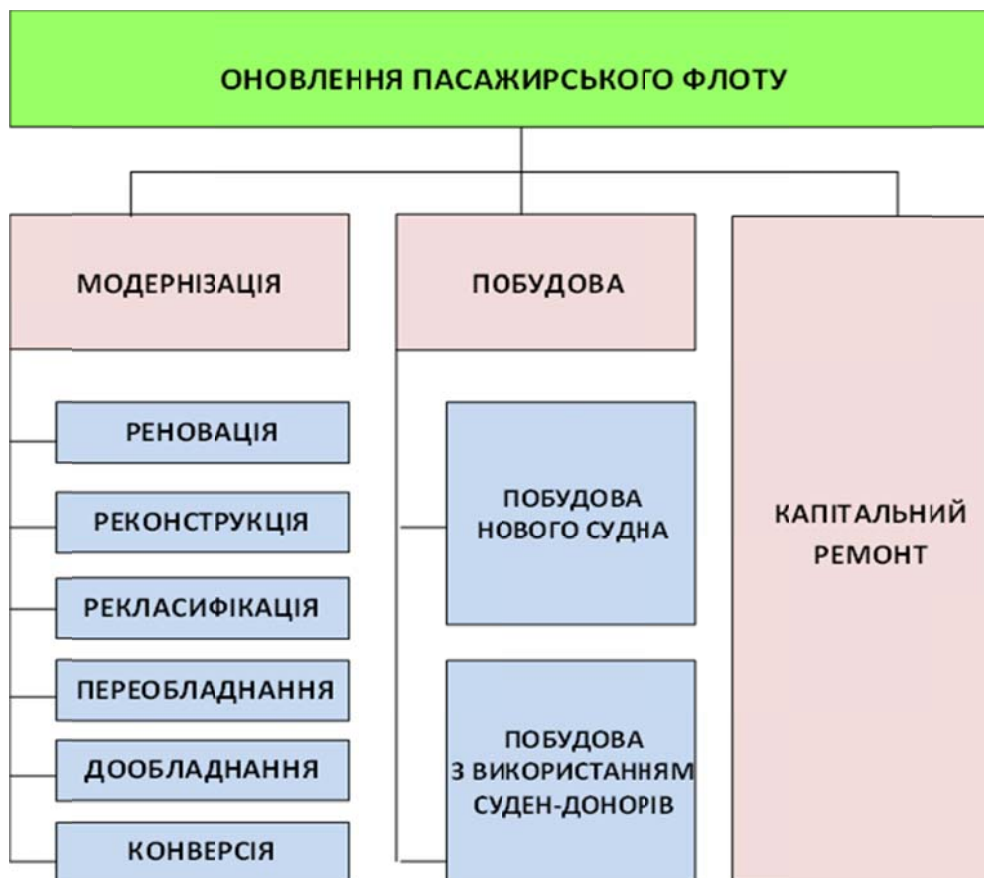 ОНОВЛЕННЯ ПАСАЖИРСЬКОГО ФЛОТУ
МОДЕРНІЗАЦІЯ
РЕНОВАЦІЯ
РЕКОНСТРУКЦІЯ
РЕКЛАСИФІКАЦІЯ
ПЕРЕОБЛАДНАННЯ
ДООБЛАДНАННЯ
КОНВЕРСІЯ
ПОБУДОВА
ПОБУДОВА
НОВОГО СУДНА
ПОБУДОВА
З ВИКОРИСТАННЯМ
СУДЕН-ДОНОРІВ
КАПІТАЛЬНИЙ
РЕМОНТ